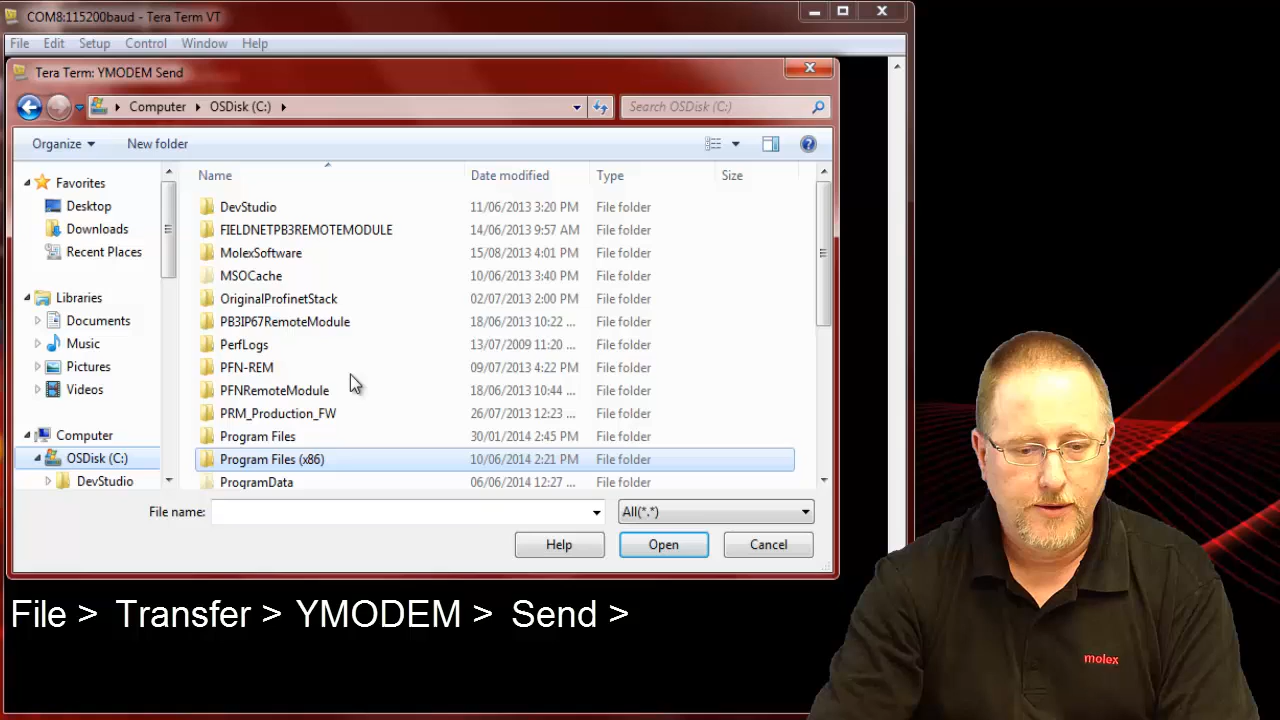 COM8:115200baud - Tera Term VT
File Edit Setup Control Window Help
Tera Term: YMODEM Send
Computer OSDisk (C:) Search OSDisk (C:)
Organize New folder
Favorites
Desktop
Downloads
Recent Places
Libraries
Documents
Music
Pictures
Videos
Computer
OSDisk (C:)
DevStudio
Name Date modified Type Size
DevStudio 11/06/2013 3:20 PM File folder
FIELDNETPB3REMOTEMODULE 14/06/2013 9:57 AM File folder
MolexSoftware 15/08/2013 4:01 PM File folder
MSOCache 10/06/2013 3:40 PM File folder
OriginalProfinetStack 02/07/2013 2:00 PM File folder
PB3IP67RemoteModule 18/06/2013 10:22 ... File folder
PerfLogs 13/07/2009 11:20 ... File folder
PFN-REM 09/07/2013 4:22 PM File folder
PFNRemoteModule 18/06/2013 10:44 ... File folder
PRM_Production_FW 26/07/2013 12:23 ... File folder
Program Files 30/01/2014 2:45 PM File folder
Program Files (x86) 10/06/2014 2:21 PM File folder
ProgramData 06/06/2014 12:27 ... File folder
File name: All(*.*)
Help Open Cancel
File > Transfer > YMODEM > Send >
molex